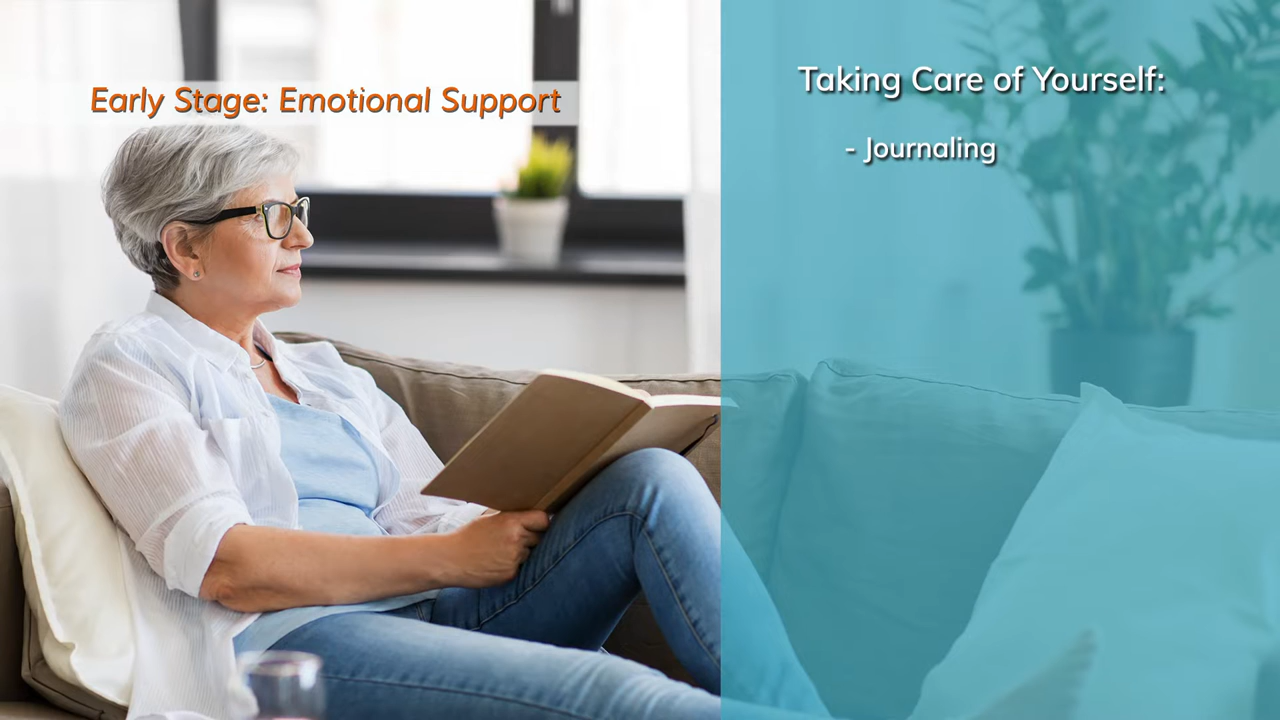 Early Stage: Emotional Support
Taking Care of Yourself:
- Journaling